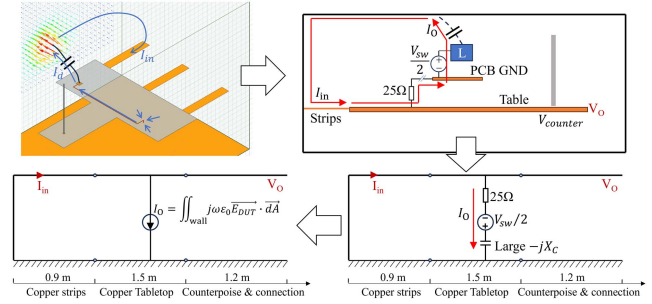 I_d
I_in
I_O
V_sw/2
L
PCB GND
25Ω
I_in
Table
Strips
V_O
V_counter
I_in
V_O
I_O = ∬_wall jωε_0 E_DUT · dA
0.9 m 1.5 m 1.2 m
Copper strips Copper Tabletop Counterpoise & connection
I_in
V_O
25Ω
I_O
V_sw/2
Large −jX_C
0.9 m 1.5 m 1.2 m
Copper strips Copper Tabletop Counterpoise & connection